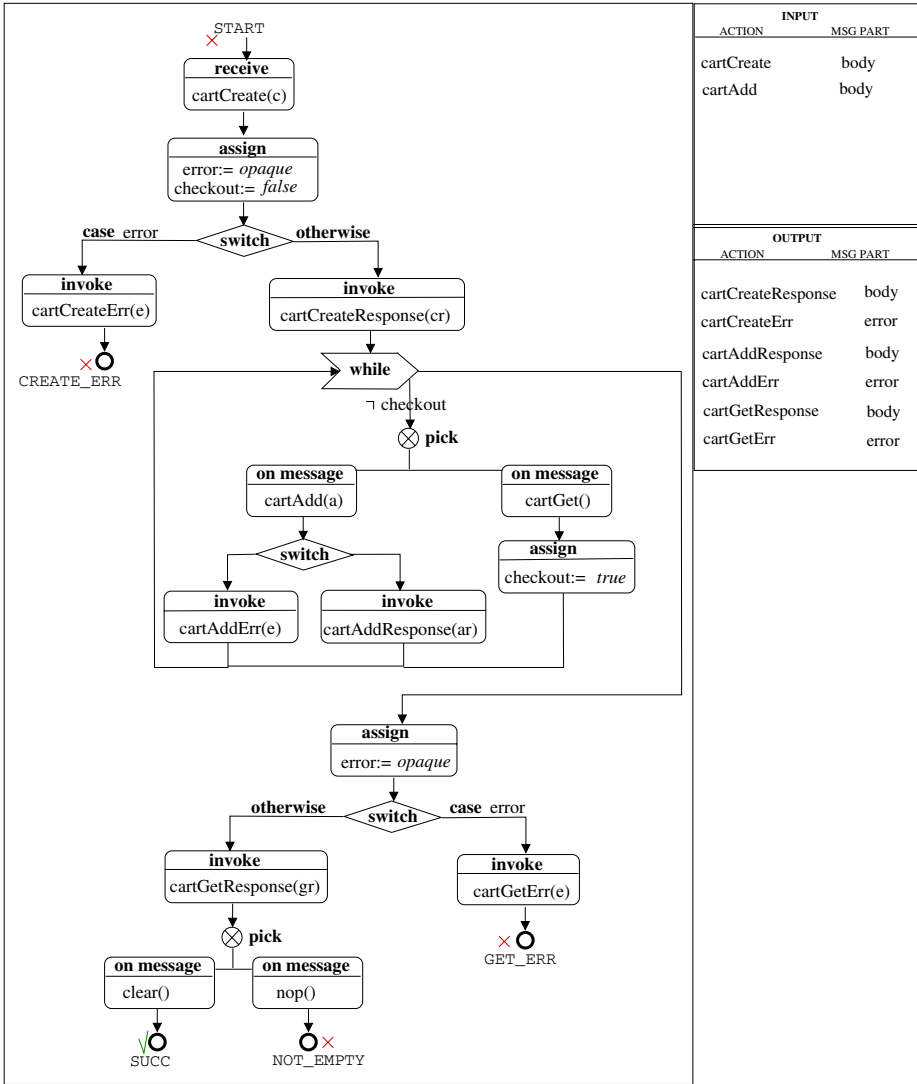 START
receive
cartCreate(c)
assign
error:= opaque
checkout:= false
case error
switch
otherwise
invoke
cartCreateErr(e)
CREATE_ERR
invoke
cartCreateResponse(cr)
while
¬ checkout
pick
on message
cartAdd(a)
on message
cartGet()
switch
assign
checkout:= true
invoke
cartAddErr(e)
invoke
cartAddResponse(ar)
assign
error:= opaque
otherwise
switch
case error
invoke
cartGetResponse(gr)
invoke
cartGetErr(e)
GET_ERR
pick
on message
clear()
on message
nop()
SUCC
NOT_EMPTY
INPUT
ACTION MSG PART
cartCreate body
cartAdd body
OUTPUT
ACTION MSG PART
cartCreateResponse body
cartCreateErr error
cartAddResponse body
cartAddErr error
cartGetResponse body
cartGetErr error